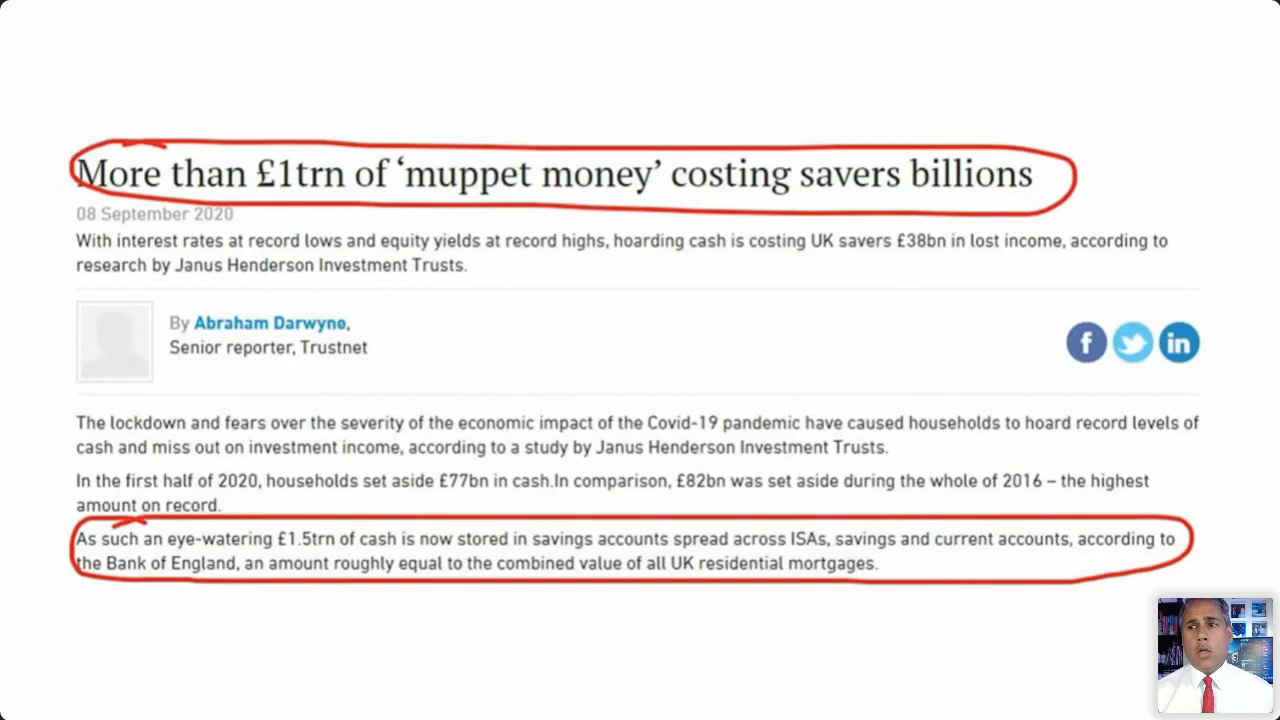 More than £1trn of ‘muppet money’ costing savers billions
08 September 2020
With interest rates at record lows and equity yields at record highs, hoarding cash is costing UK savers £38bn in lost income, according to
research by Janus Henderson Investment Trusts.
By Abraham Darwyne,
Senior reporter, Trustnet
f
in
The lockdown and fears over the severity of the economic impact of the Covid-19 pandemic have caused households to hoard record levels of
cash and miss out on investment income, according to a study by Janus Henderson Investment Trusts.
In the first half of 2020, households set aside £77bn in cash.In comparison, £82bn was set aside during the whole of 2016 – the highest
amount on record.
As such an eye-watering £1.5trn of cash is now stored in savings accounts spread across ISAs, savings and current accounts, according to
the Bank of England, an amount roughly equal to the combined value of all UK residential mortgages.